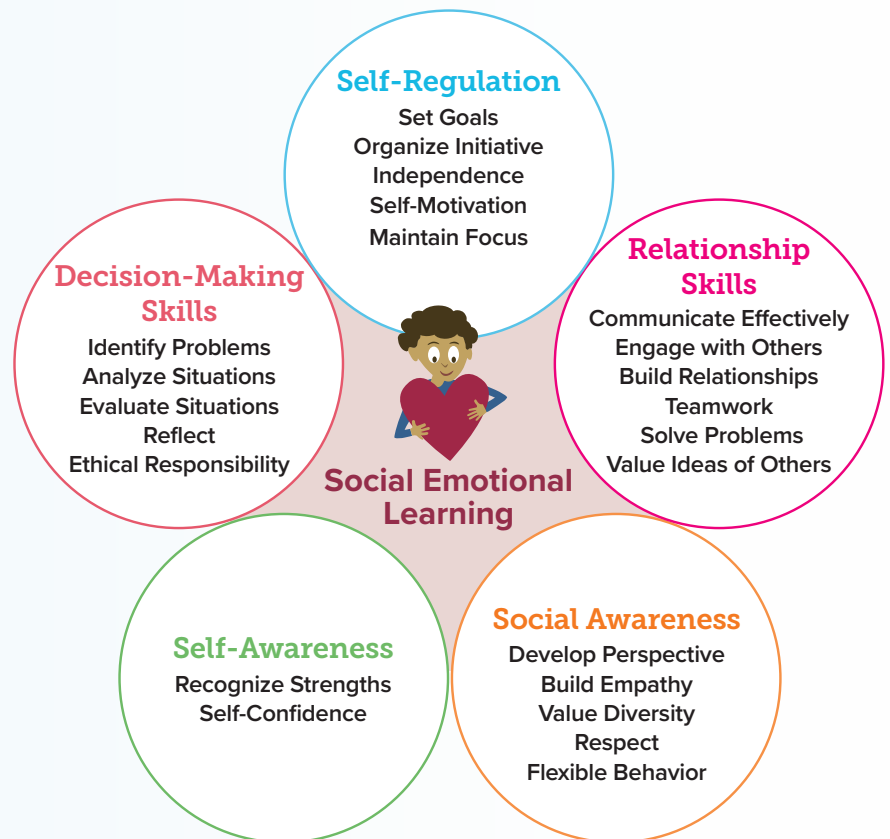 Self-Regulation
Set Goals
Organize Initiative
Independence
Self-Motivation
Maintain Focus
Decision-Making
Skills
Identify Problems
Analyze Situations
Evaluate Situations
Reflect
Ethical Responsibility
Relationship
Skills
Communicate Effectively
Engage with Others
Build Relationships
Teamwork
Solve Problems
Value Ideas of Others
Social Emotional
Learning
Self-Awareness
Recognize Strengths
Self-Confidence
Social Awareness
Develop Perspective
Build Empathy
Value Diversity
Respect
Flexible Behavior